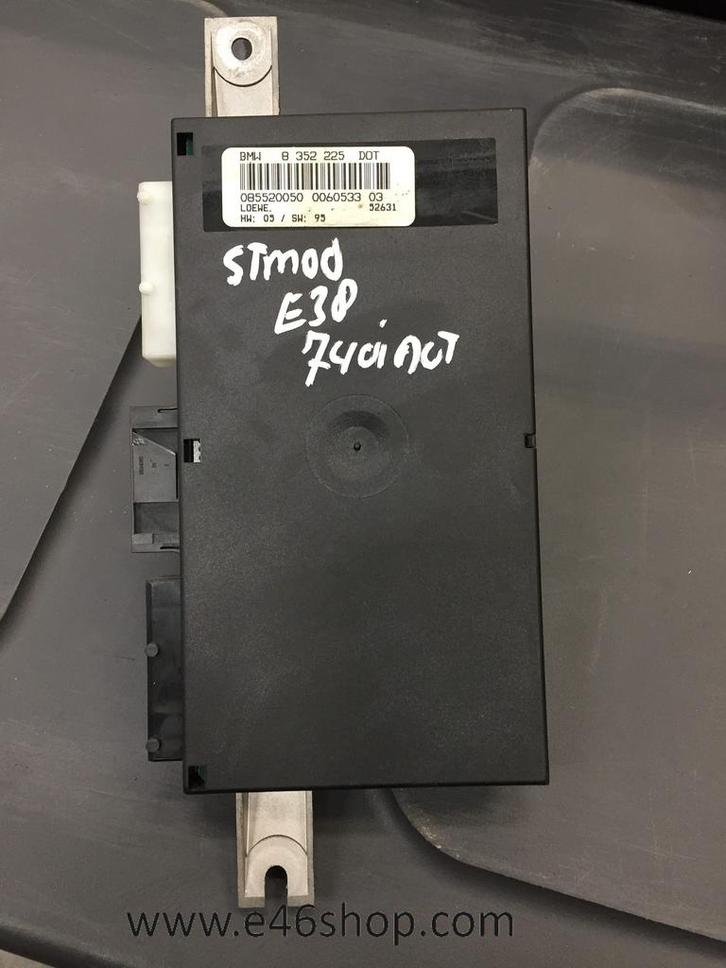 BMW 8 352 225 DOT
085520050 0060533 03
LOEWE. 52631
HW: 05 / SW: 95
STMOD
E38
740i AUT
www.e46shop.com